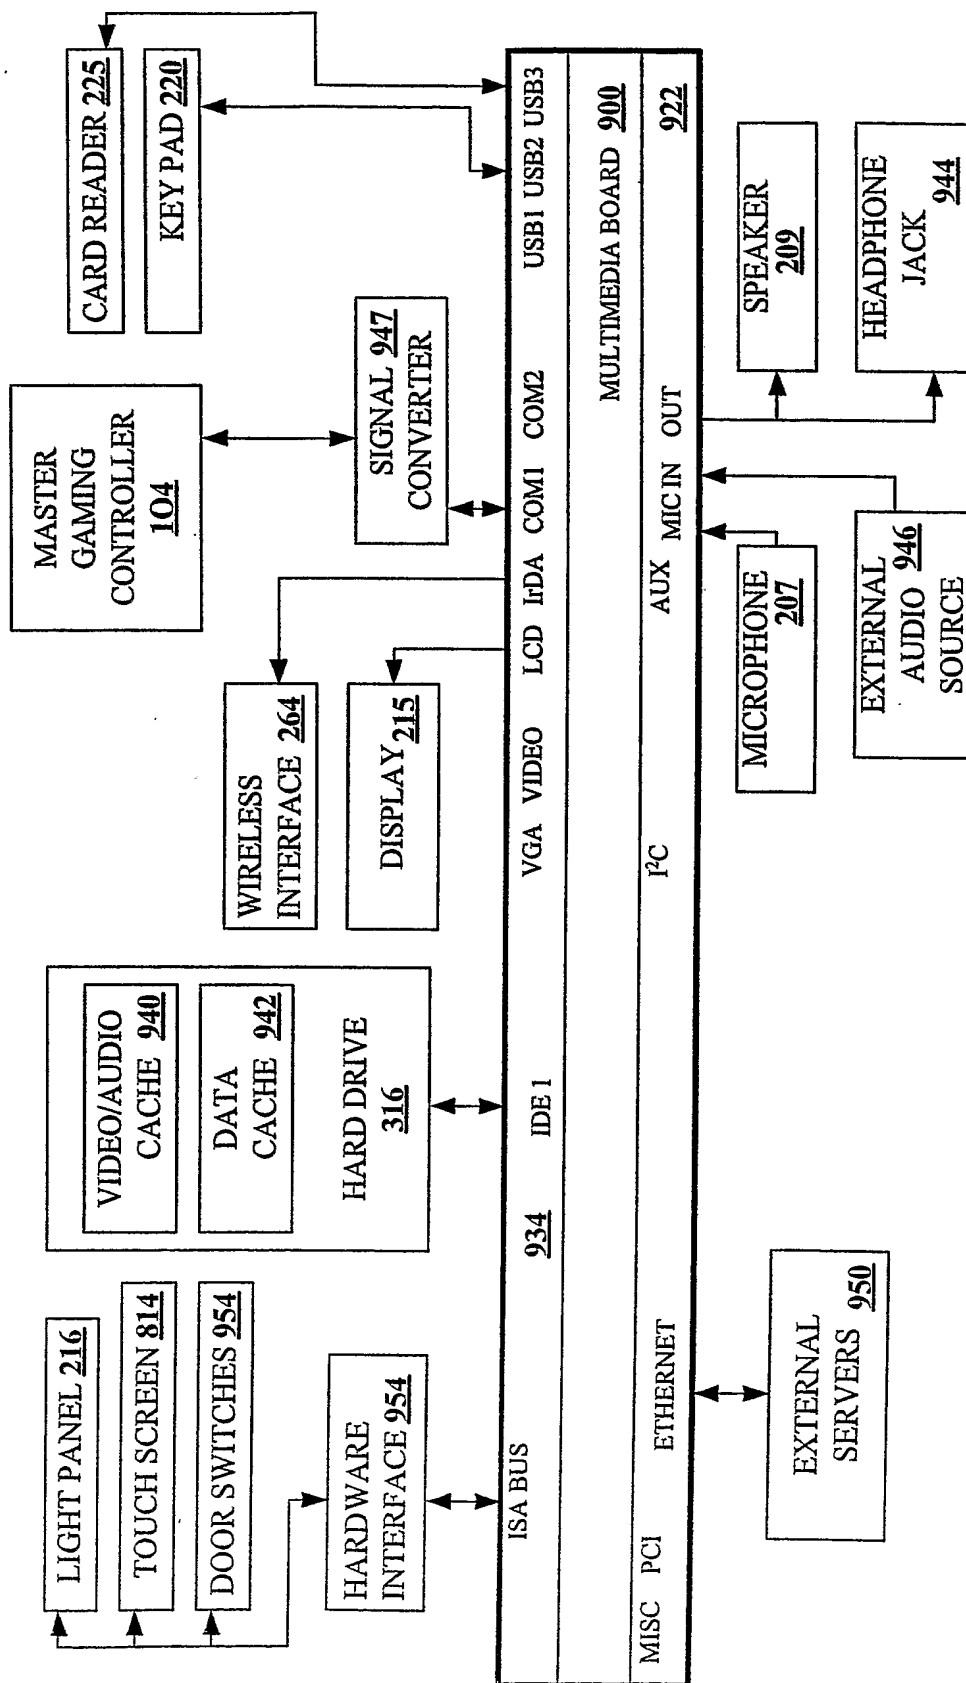 LIGHT PANEL 216
TOUCH SCREEN 814
DOOR SWITCHES 954
HARDWARE
INTERFACE 954
VIDEO/AUDIO
CACHE 940
DATA
CACHE 942
HARD DRIVE
316
WIRELESS
INTERFACE 264
DISPLAY 215
MASTER
GAMING
CONTROLLER
104
SIGNAL 947
CONVERTER
CARD READER 225
KEY PAD 220
ISA BUS 934 IDE 1 VGA VIDEO LCD IrDA COM1 COM2 USB1 USB2 USB3
MULTIMEDIA BOARD 900
MISC PCI ETHERNET I²C AUX MIC IN OUT 922
EXTERNAL
SERVERS 950
MICROPHONE
207
EXTERNAL
AUDIO 946
SOURCE
SPEAKER
209
HEADPHONE
JACK 944